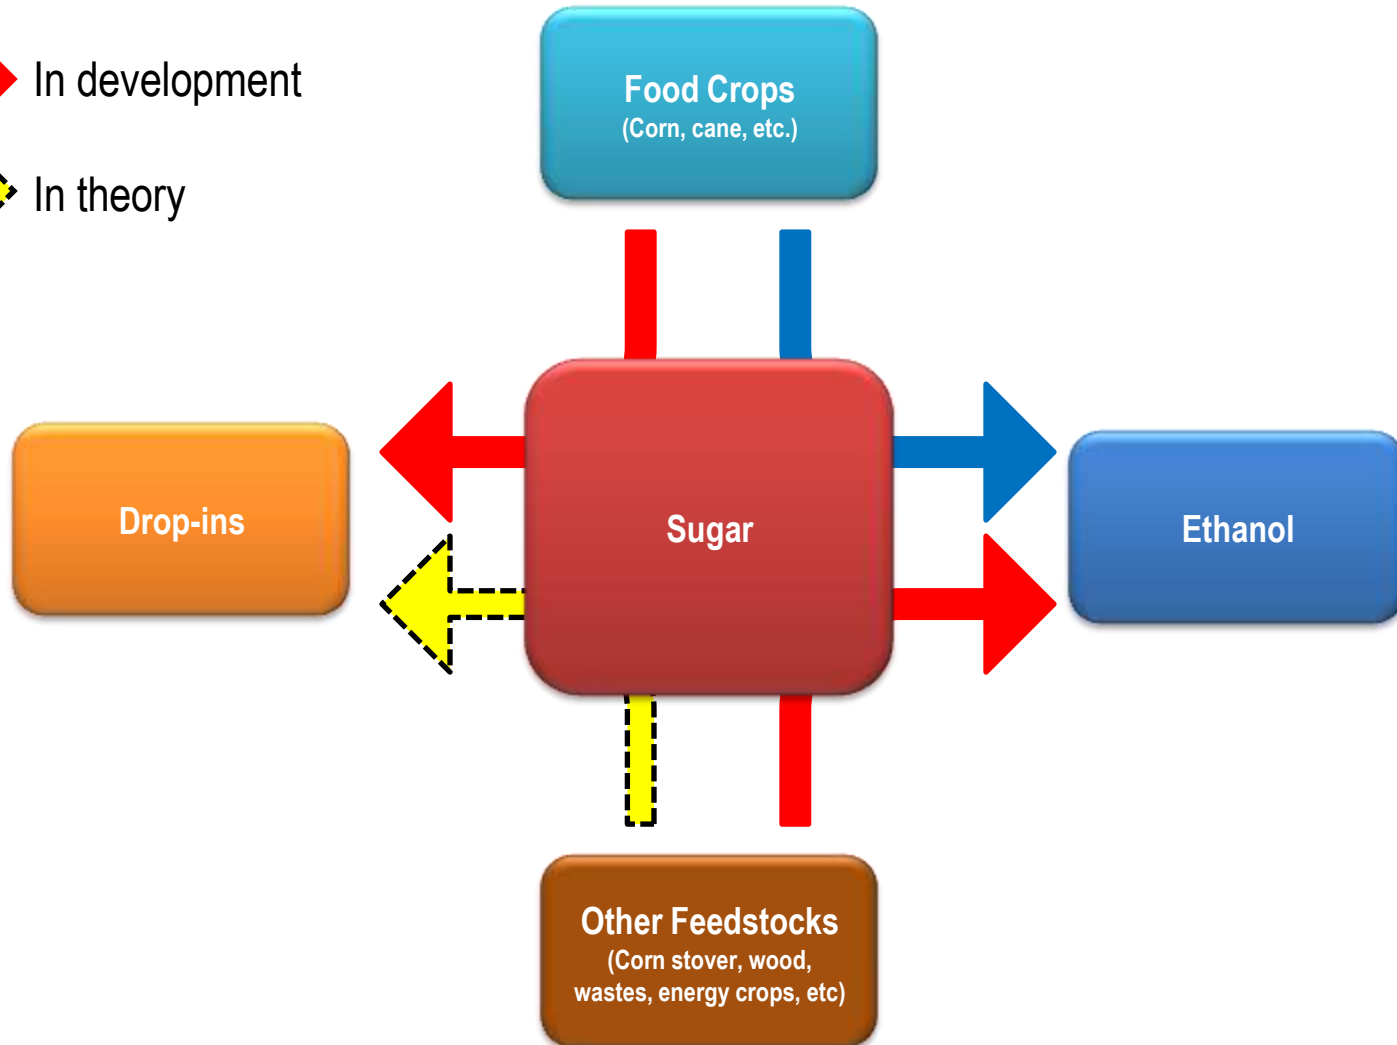 In development
In theory
Food Crops
(Corn, cane, etc.)
Drop-ins
Sugar
Ethanol
Other Feedstocks
(Corn stover, wood,
wastes, energy crops, etc)